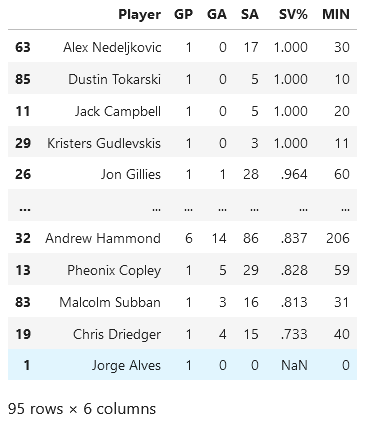 Player GP GA SA SV% MIN
63 Alex Nedeljkovic 1 0 17 1.000 30
85 Dustin Tokarski 1 0 5 1.000 10
11 Jack Campbell 1 0 5 1.000 20
29 Kristers Gudlevskis 1 0 3 1.000 11
26 Jon Gillies 1 1 28 .964 60
... ... ... ... ... ... ...
32 Andrew Hammond 6 14 86 .837 206
13 Pheonix Copley 1 5 29 .828 59
83 Malcolm Subban 1 3 16 .813 31
19 Chris Driedger 1 4 15 .733 40
1 Jorge Alves 1 0 0 NaN 0
95 rows × 6 columns